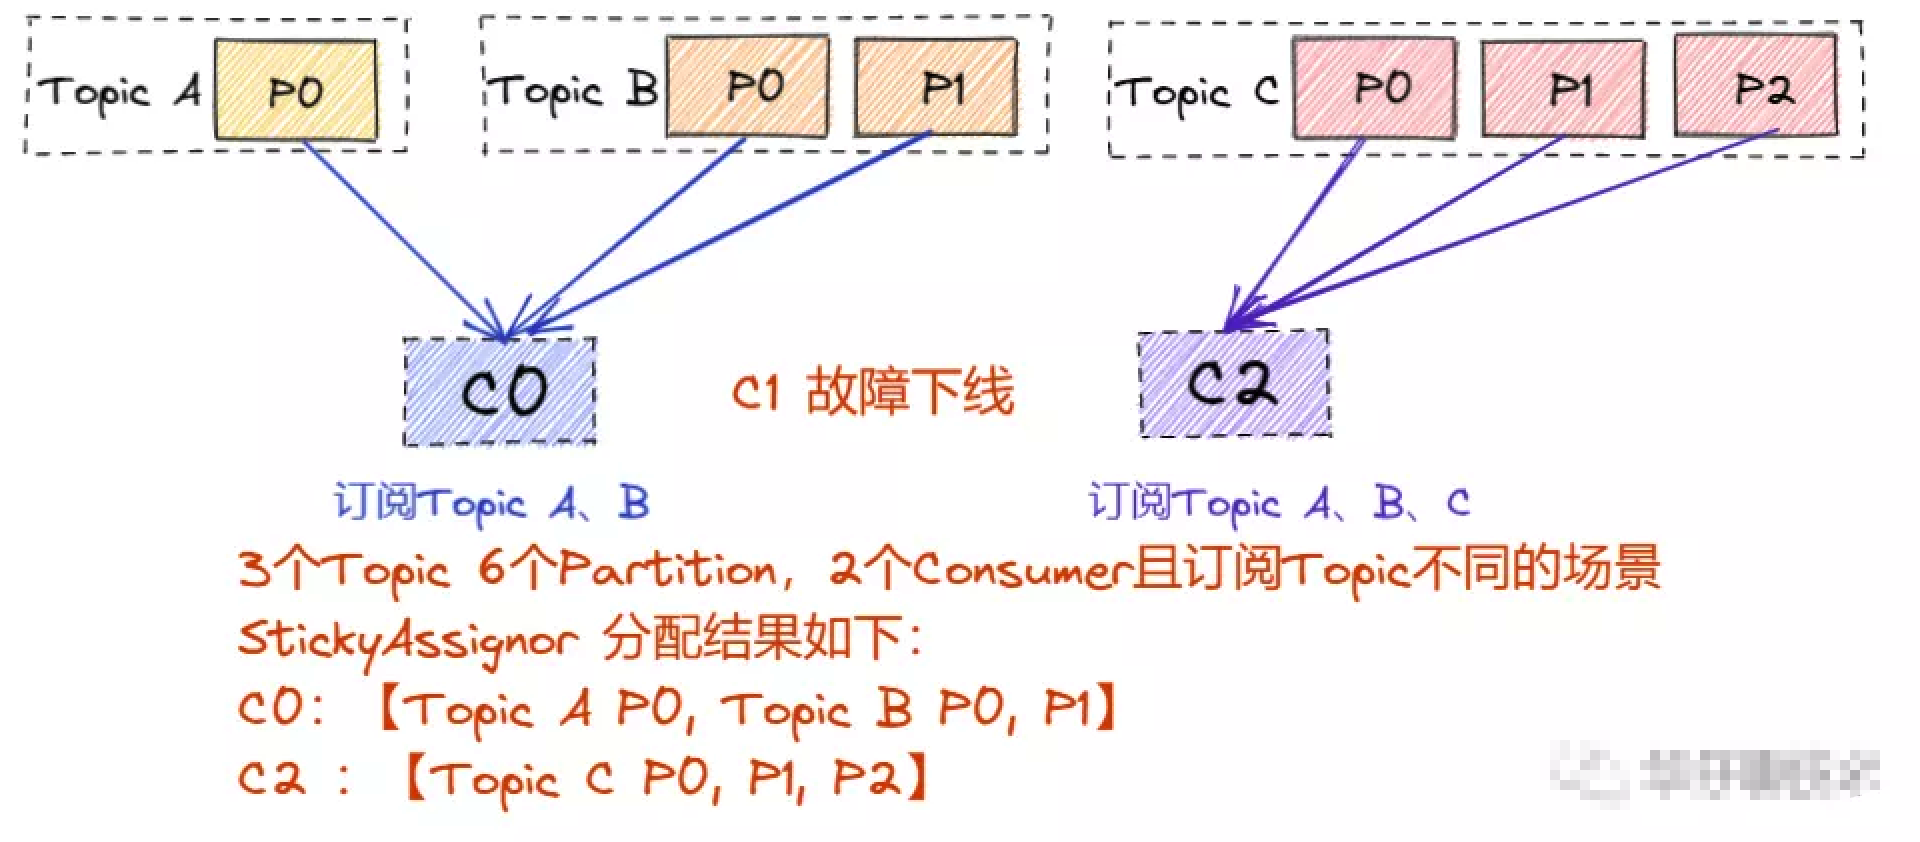 Topic A P0 Topic B P0 P1 Topic C P0 P1 P2
C0 C1 故障下线 C2
订阅Topic A、B 订阅Topic A、B、C
3个Topic 6个Partition，2个Consumer且订阅Topic不同的场景
StickyAssignor 分配结果如下：
C0：【Topic A P0, Topic B P0, P1】
C2 ：【Topic C P0, P1, P2】